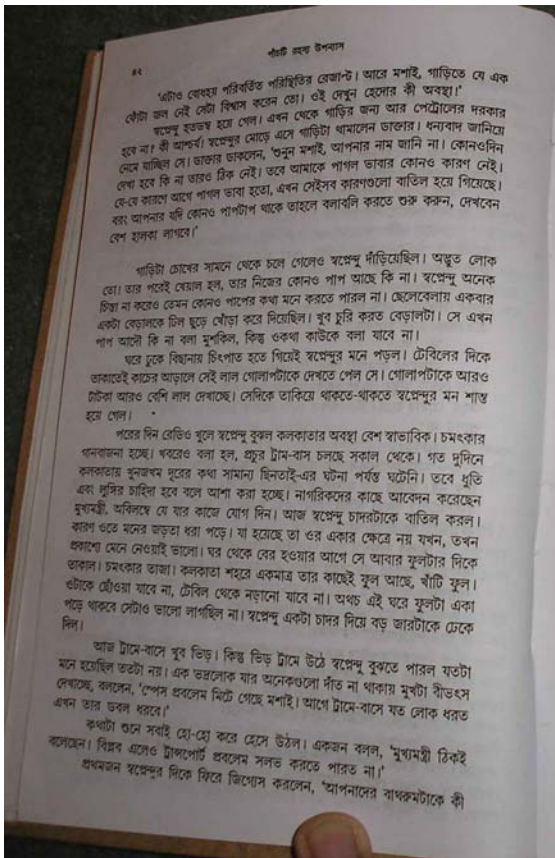 পাঁচটি রহস্য উপন্যাস
৪২
'এটাও বোধহয় পরিবর্তিত পরিস্থিতির রেজাল্ট। আরে মশাই, গাড়িতে যে এক
ফোঁটা জল নেই সেটা বিশ্বাস করেন তো। ওই দেখুন হেদোর কী অবস্থা!'
স্বপ্নেন্দু হতভম্ব হয়ে গেল। এখন থেকে গাড়ির জন্য আর পেট্রোলের দরকার
হবে না? কী আশ্চর্য! স্বপ্নেন্দুর মোড়ে এসে গাড়িটা থামালেন ডাক্তার। ধন্যবাদ জানিয়ে
নেমে যাচ্ছিল সে। ডাক্তার ডাকলেন, 'শুনুন মশাই, আপনার নাম জানি না। কোনওদিন
দেখা হবে কি না তারও ঠিক নেই। তবে আমাকে পাগল ভাবার কোনও কারণ নেই।
যে-যে কারণে আগে পাগল ভাবা হতো, এখন সেইসব কারণগুলো বাতিল হয়ে গিয়েছে।
বরং আপনার যদি কোনও পাপটাপ থাকে তাহলে বলাবলি করতে শুরু করুন, দেখবেন
বেশ হালকা লাগবে।'
গাড়িটা চোখের সামনে থেকে চলে গেলেও স্বপ্নেন্দু দাঁড়িয়েছিল। অদ্ভুত লোক
তো। তার পরেই খেয়াল হল, তার নিজের কোনও পাপ আছে কি না। স্বপ্নেন্দু অনেক
চিন্তা না করেও তেমন কোনও পাপের কথা মনে করতে পারল না। ছেলেবেলায় একবার
একটা বেড়ালকে ঢিল ছুড়ে খোঁড়া করে দিয়েছিল। খুব চুরি করত বেড়ালটা। সে এখন
পাপ আদৌ কি না বলা মুশকিল, কিন্তু ওকথা কাউকে বলা যাবে না।
ঘরে ঢুকে বিছানায় চিৎপাত হতে গিয়েই স্বপ্নেন্দুর মনে পড়ল। টেবিলের দিকে
তাকাতেই কাচের আড়ালে সেই লাল গোলাপটাকে দেখতে পেল সে। গোলাপটাকে আরও
টাটকা আরও বেশি লাল দেখাচ্ছে। সেদিকে তাকিয়ে থাকতে-থাকতে স্বপ্নেন্দুর মন শান্ত
হয়ে গেল।
পরের দিন রেডিও খুলে স্বপ্নেন্দু বুঝল কলকাতার অবস্থা বেশ স্বাভাবিক। চমৎকার
গানবাজনা হচ্ছে। খবরেও বলা হল, প্রচুর ট্রাম-বাস চলছে সকাল থেকে। গত দুদিনে
কলকাতায় খুনজখম দূরের কথা সামান্য ছিনতাই-এর ঘটনা পর্যন্ত ঘটেনি। তবে ধুতি
এবং লুঙ্গির চাহিদা হবে বলে আশা করা হচ্ছে। নাগরিকদের কাছে আবেদন করেছেন
মুখ্যমন্ত্রী, অবিলম্বে যে যার কাজে যোগ দিন। আজ স্বপ্নেন্দু চাদরটাকে বাতিল করল।
কারণ ওতে মনের জড়তা ধরা পড়ে। যা হয়েছে তা ওর একার ক্ষেত্রে নয় যখন, তখন
প্রকাশ্যে মেনে নেওয়াই ভালো। ঘর থেকে বের হওয়ার আগে সে আবার ফুলটার দিকে
তাকাল। চমৎকার তাজা। কলকাতা শহরে একমাত্র তার কাছেই ফুল আছে, খাঁটি ফুল।
ওটাকে ছোঁওয়া যাবে না, টেবিল থেকে নড়ানো যাবে না। অথচ এই ঘরে ফুলটা একা
পড়ে থাকবে সেটাও ভালো লাগছিল না। স্বপ্নেন্দু একটা চাদর দিয়ে বড় জারটাকে ঢেকে
দিল।
আজ ট্রামে-বাসে খুব ভিড়। কিন্তু ভিড় ট্রামে উঠে স্বপ্নেন্দু বুঝতে পারল যতটা
মনে হয়েছিল ততটা নয়। এক ভদ্রলোক যার অনেকগুলো দাঁত না থাকায় মুখটা বীভৎস
দেখাচ্ছে, বললেন, 'স্পেস প্রবলেম মিটে গেছে মশাই। আগে ট্রামে-বাসে যত লোক ধরত
এখন তার ডবল ধরবে।'
কথাটা শুনে সবাই হো-হো করে হেসে উঠল। একজন বলল, 'মুখ্যমন্ত্রী ঠিকই
বলেছেন। বিপ্লব এলেও ট্রান্সপোর্ট প্রবলেম সলভ করতে পারত না।'
প্রথমজন স্বপ্নেন্দুর দিকে ফিরে জিগ্যেস করলেন, 'আপনাদের বাথরুমটাকে কী